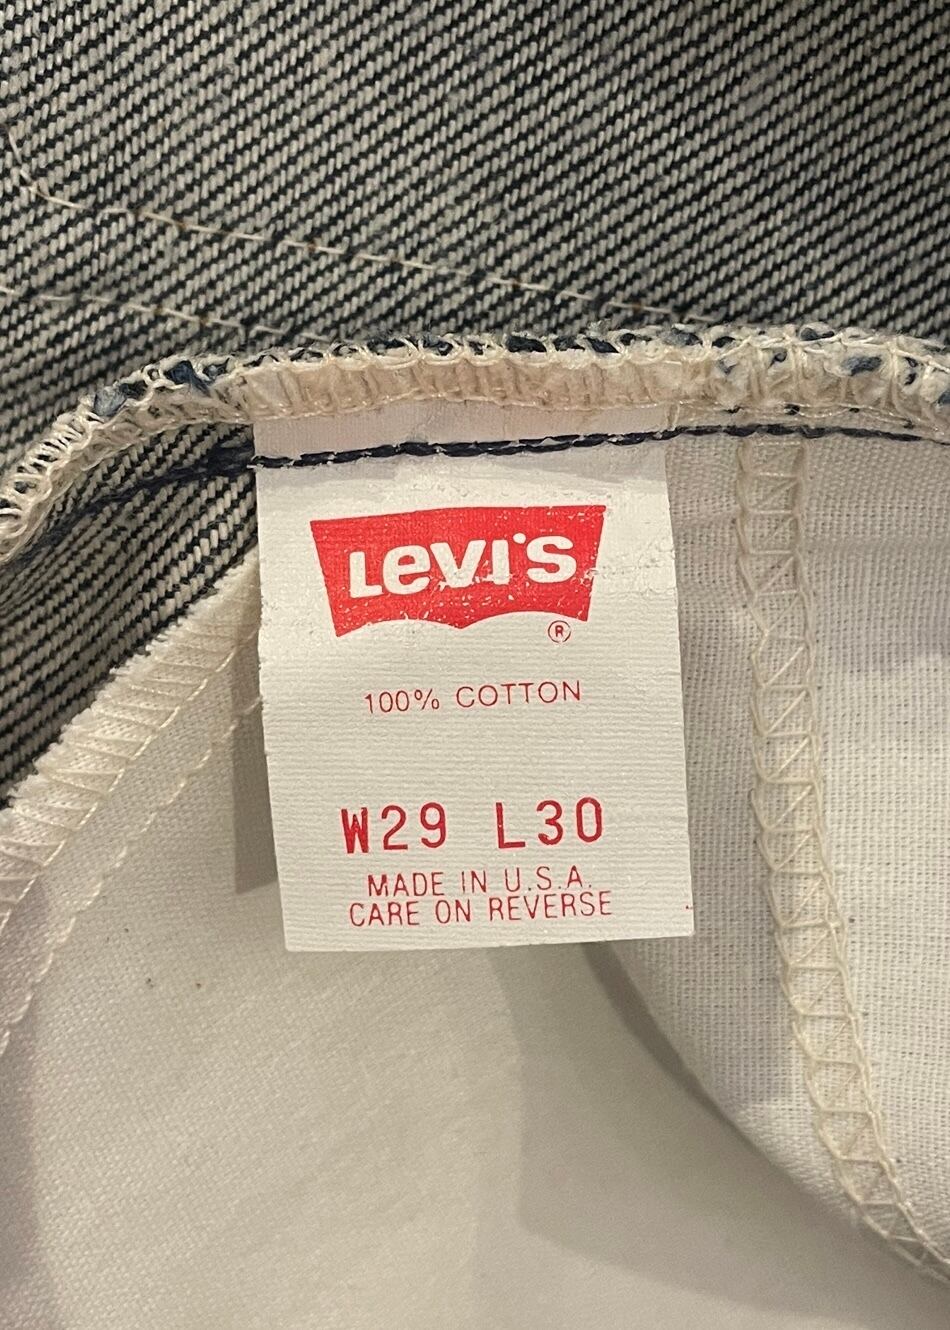 Levi's
®
100% COTTON
W29 L30
MADE IN U.S.A.
CARE ON REVERSE